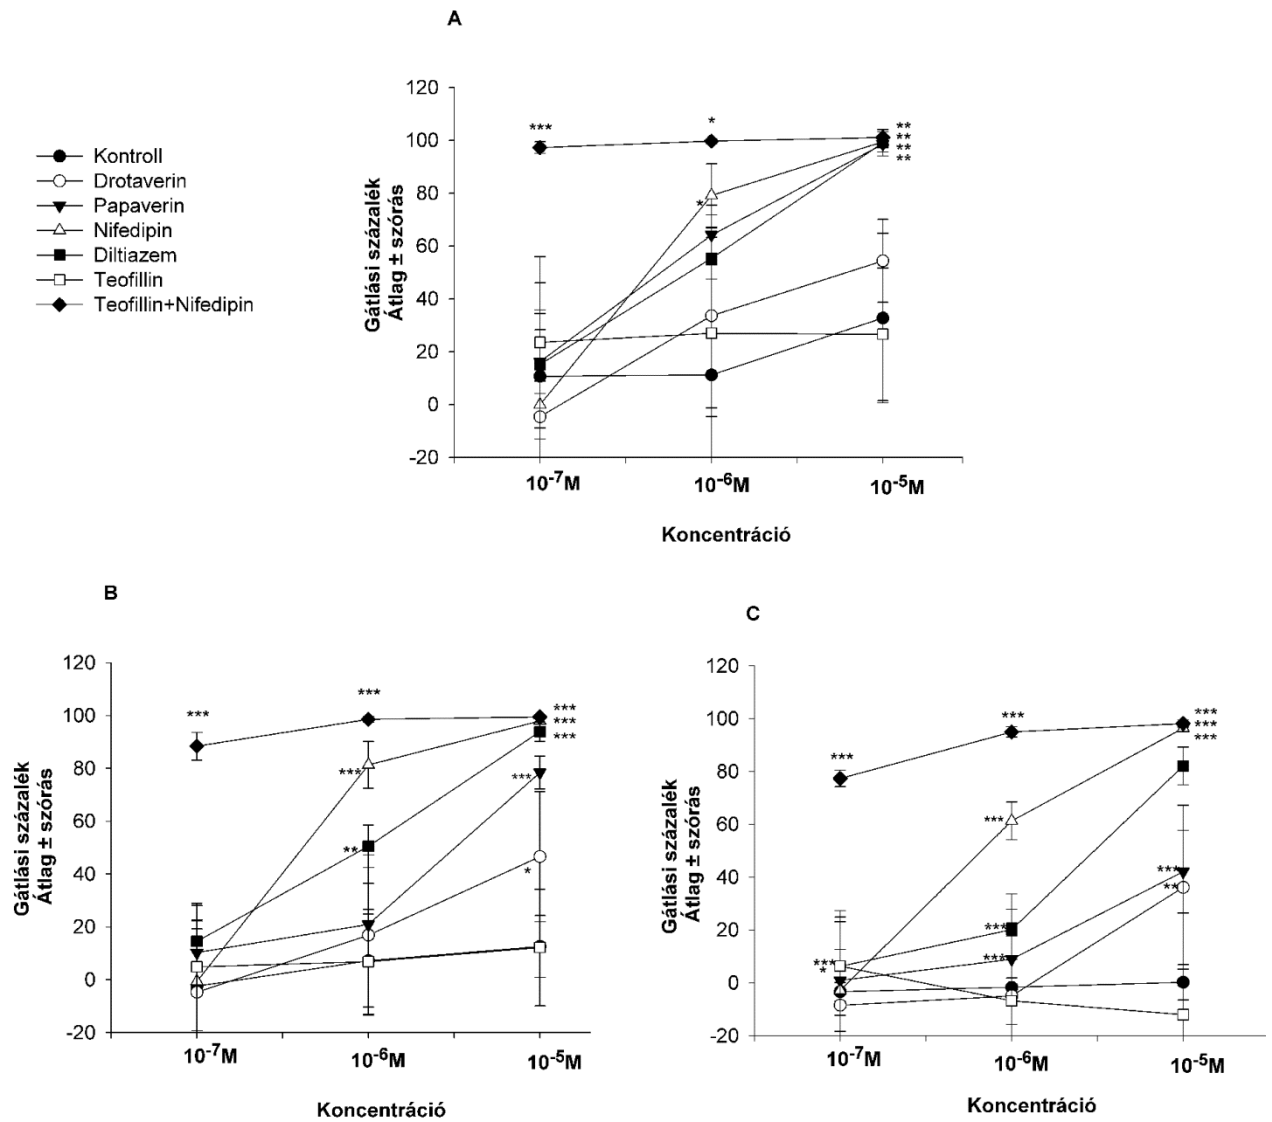 A
Kontroll
Drotaverin
Papaverin
Nifedipin
Diltiazem
Teofillin
Teofillin+Nifedipin
Gátlási százalék
Átlag ± szórás
120
100
80
60
40
20
0
-20
***
*
*
**
**
**
**
10⁻⁷M
10⁻⁶M
10⁻⁵M
Koncentráció
B
Gátlási százalék
Átlag ± szórás
120
100
80
60
40
20
0
-20
***
***
***
***
***
***
***
**
*
10⁻⁷M
10⁻⁶M
10⁻⁵M
Koncentráció
C
Gátlási százalék
Átlag ± szórás
120
100
80
60
40
20
0
-20
***
***
***
***
***
***
***
**
***
***
***
*
10⁻⁷M
10⁻⁶M
10⁻⁵M
Koncentráció